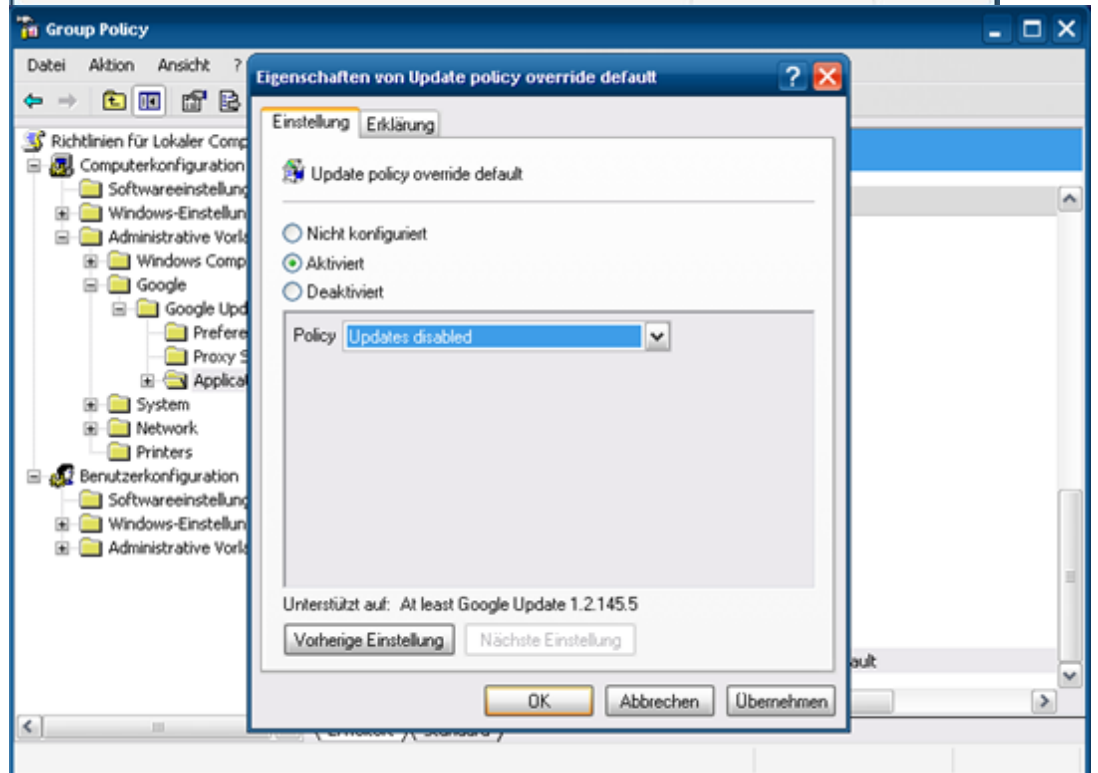 Group Policy
Datei Aktion Ansicht ?
Richtlinien für Lokaler Comp
Computerkonfiguration
Softwareeinstellung
Windows-Einstellun
Administrative Vorla
Windows Comp
Google
Google Upd
Prefere
Proxy S
Applicat
System
Network
Printers
Benutzerkonfiguration
Softwareeinstellung
Windows-Einstellun
Administrative Vorla
Eigenschaften von Update policy override default
Einstellung Erklärung
Update policy override default
Nicht konfiguriert
Aktiviert
Deaktiviert
Policy Updates disabled
Unterstützt auf: At least Google Update 1.2.145.5
Vorherige Einstellung Nächste Einstellung
OK Abbrechen Übernehmen
ault